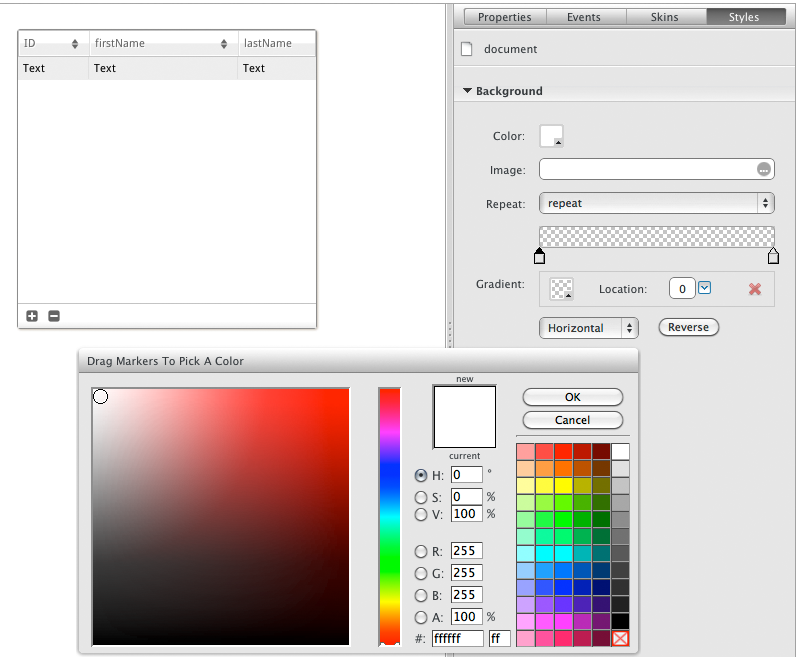 Properties Events Skins Styles
ID firstName lastName
Text Text Text
document
Background
Color:
Image:
Repeat: repeat
Gradient: Location: 0
Horizontal Reverse
Drag Markers To Pick A Color
new
current
OK
Cancel
H: 0 °
S: 0 %
V: 100 %
R: 255
G: 255
B: 255
A: 100 %
#: ffffff ff